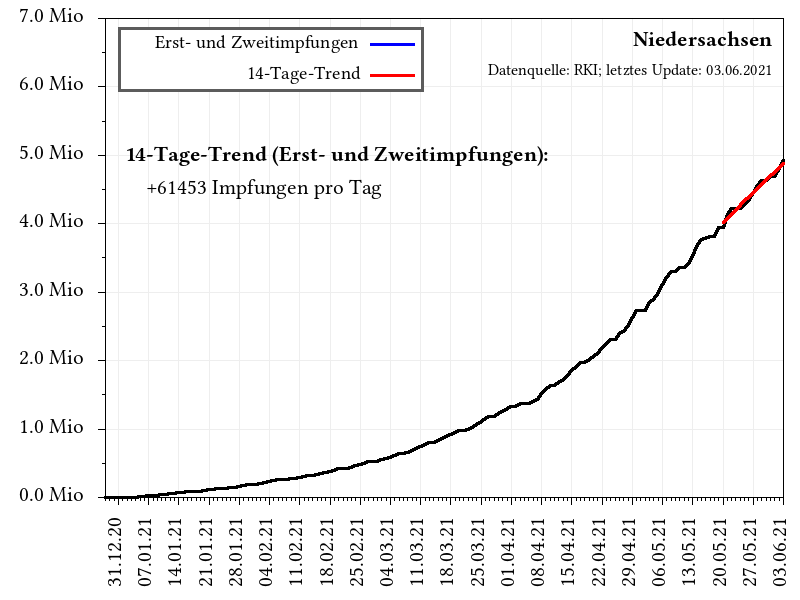 7.0 Mio
6.0 Mio
5.0 Mio
4.0 Mio
3.0 Mio
2.0 Mio
1.0 Mio
0.0 Mio
Erst- und Zweitimpfungen
14-Tage-Trend
Niedersachsen
Datenquelle: RKI; letztes Update: 03.06.2021
14-Tage-Trend (Erst- und Zweitimpfungen):
+61453 Impfungen pro Tag
31.12.20
07.01.21
14.01.21
21.01.21
28.01.21
04.02.21
11.02.21
18.02.21
25.02.21
04.03.21
11.03.21
18.03.21
25.03.21
01.04.21
08.04.21
15.04.21
22.04.21
29.04.21
06.05.21
13.05.21
20.05.21
27.05.21
03.06.21